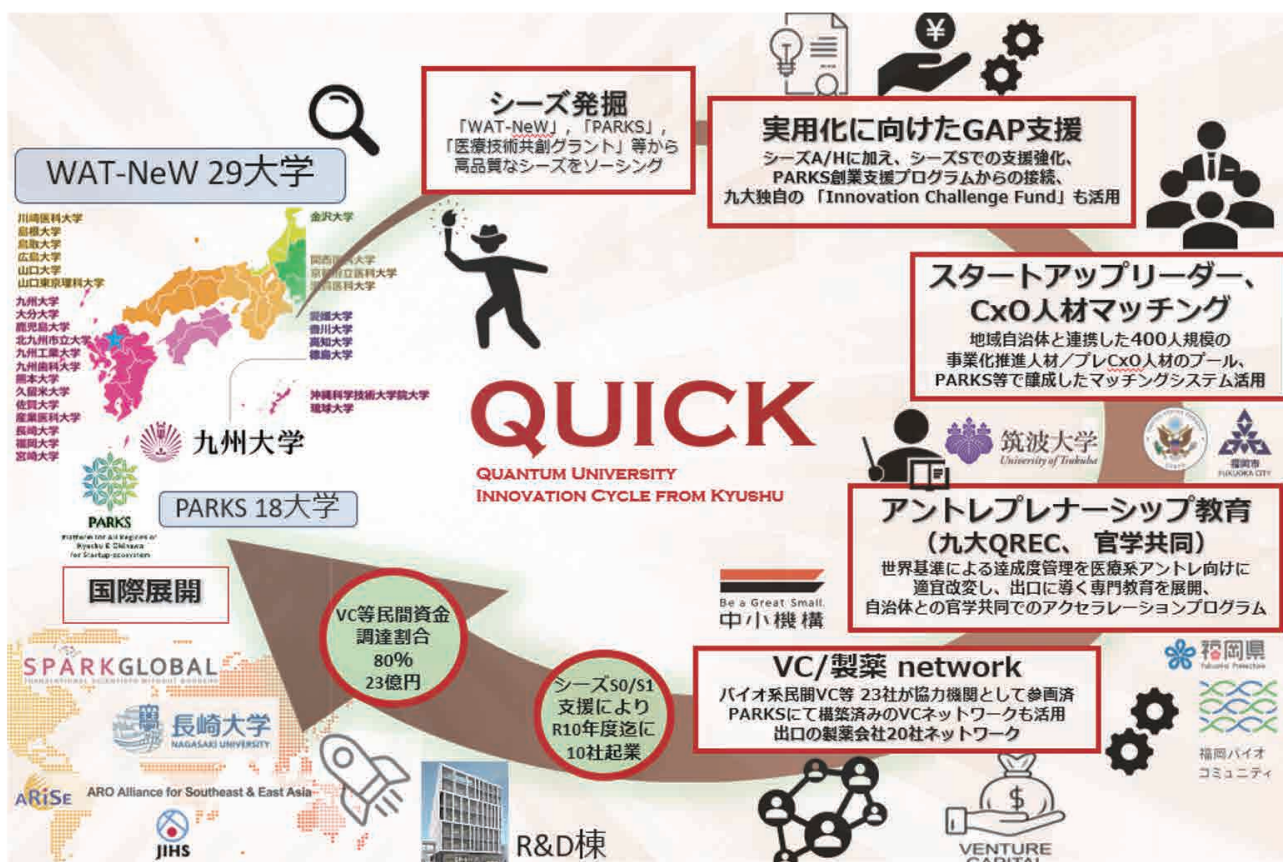 シーズ発掘
「WAT-NeW」, 「PARKS」,
「医療技術共創グラント」等から
高品質なシーズをソーシング
実用化に向けたGAP支援
シーズA/Hに加え、シーズSでの支援強化、
PARKS創業支援プログラムからの接続、
九大独自の 「Innovation Challenge Fund」も活用
WAT-NeW 29大学
川崎医科大学
島根大学
鳥取大学
広島大学
山口大学
山口東京理科大学
九州大学
大分大学
鹿児島大学
北九州市立大学
九州工業大学
九州歯科大学
熊本大学
久留米大学
佐賀大学
産業医科大学
長崎大学
福岡大学
宮崎大学
金沢大学
関西医科大学
京都府立医科大学
医科大学
愛媛大学
香川大学
高知大学
徳島大学
沖縄科学技術大学院大学
琉球大学
九州大学
スタートアップリーダー、
CxO人材マッチング
地域自治体と連携した400人規模の
事業化推進人材／プレCxO人材のプール、
PARKS等で醸成したマッチングシステム活用
QUICK
QUANTUM UNIVERSITY
INNOVATION CYCLE FROM KYUSHU
筑波大学
University of Tsukuba
福岡市
FUKUOKA CITY
PARKS
Platform for All Regions of
Kyushu & Okinawa
for Startup-ecosystem
PARKS 18大学
アントレプレナーシップ教育
（九大QREC、 官学共同）
世界基準による達成度管理を医療系アントレ向けに
適宜改変し、出口に導く専門教育を展開、
自治体との官学共同でのアクセラレーションプログラム
Be a Great Small.
中小機構
国際展開
VC等民間資金
調達割合
80%
23億円
シーズS0/S1
支援により
R10年度迄に
10社起業
VC/製薬 network
バイオ系民間VC等 23社が協力機関として参画済
PARKSにて構築済みのVCネットワークも活用
出口の製薬会社20社ネットワーク
福岡県
Fukuoka Prefecture
福岡バイオ
コミュニティ
SPARKGLOBAL
TRANSLATIONAL SCIENTISTS WITHOUT BORDERS
長崎大学
NAGASAKI UNIVERSITY
ARISE
ARO Alliance for Southeast & East Asia
JIHS
R&D棟
VENTURE
CAPITAL